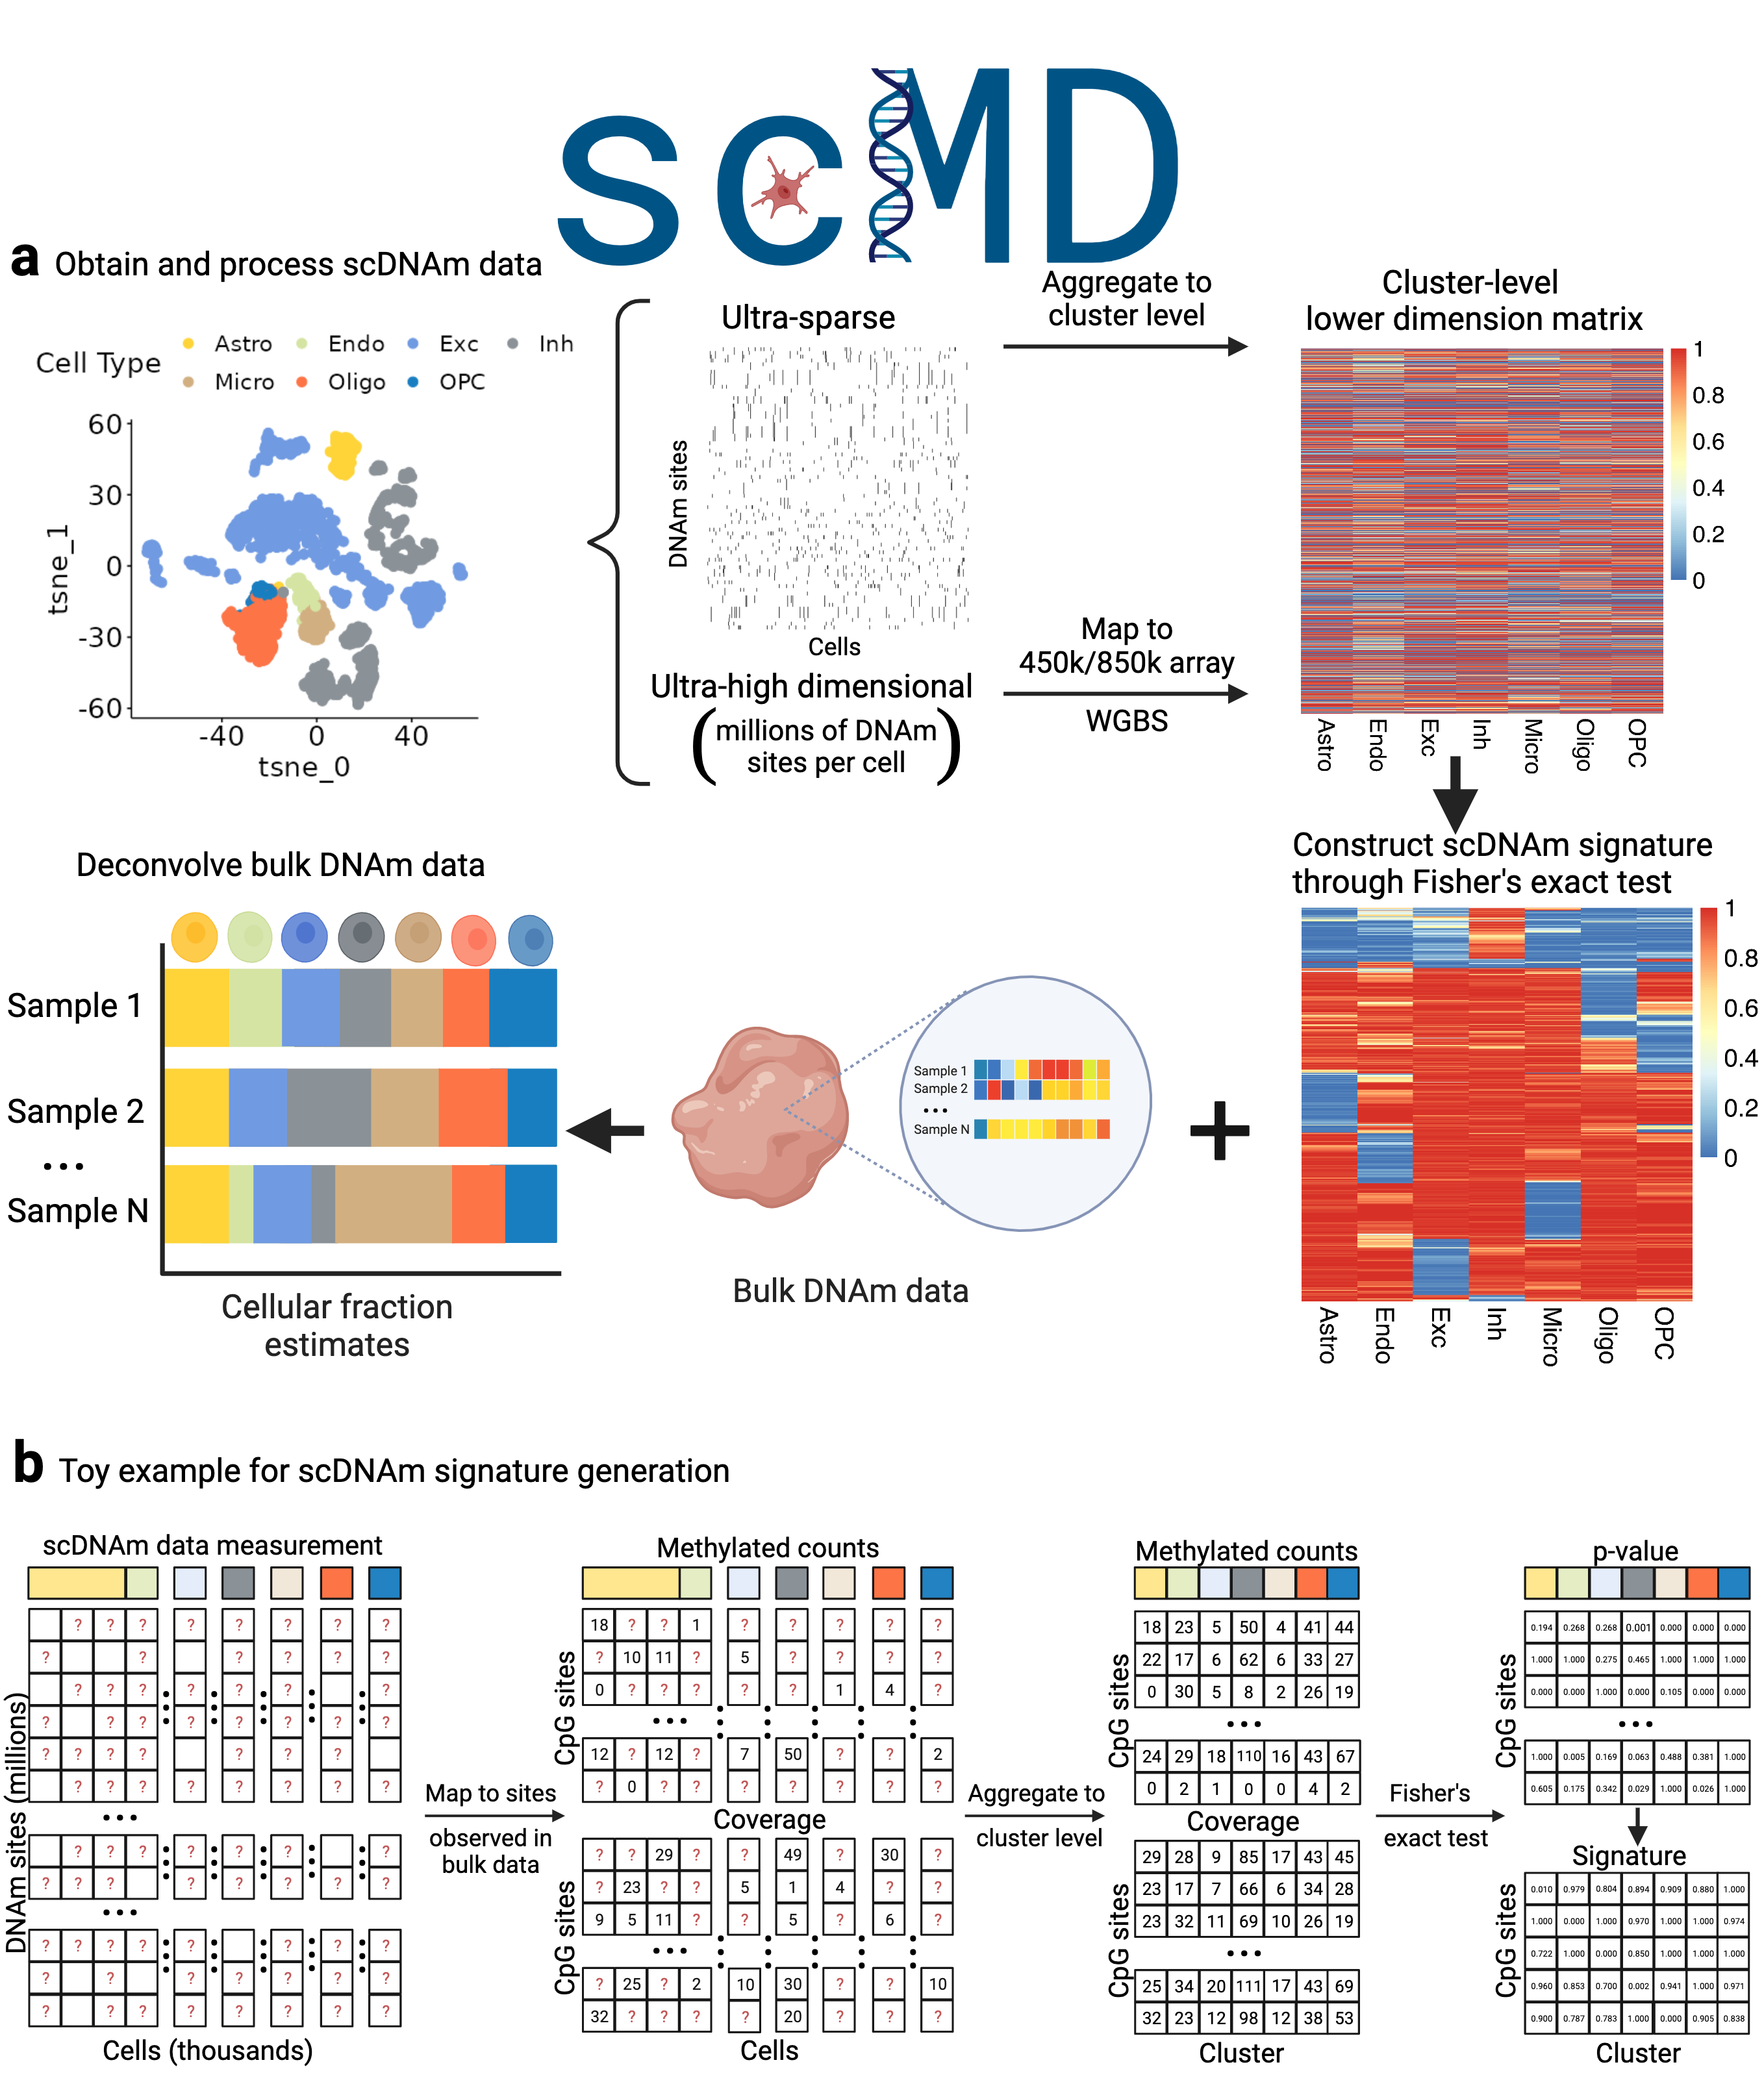 scMD
a Obtain and process scDNAm data
Cell Type
Astro Endo Exc Inh
Micro Oligo OPC
60
30
0
-30
-60
tsne_1
-40 0 40
tsne_0
Ultra-sparse
DNAm sites
Cells
Ultra-high dimensional
(millions of DNAm
sites per cell)
Aggregate to
cluster level
Map to
450k/850k array
WGBS
Cluster-level
lower dimension matrix
1
0.8
0.6
0.4
0.2
0
Astro Endo Exc Inh Micro Oligo OPC
Construct scDNAm signature
through Fisher's exact test
1
0.8
0.6
0.4
0.2
0
Astro Endo Exc Inh Micro Oligo OPC
+
Sample 1
Sample 2
...
Sample N
Bulk DNAm data
Deconvolve bulk DNAm data
Sample 1
Sample 2
...
Sample N
Cellular fraction
estimates
b Toy example for scDNAm signature generation
scDNAm data measurement
? ? ? ? ? ? ? ?
? ? ? ? ? ? ?
? ? ? ? ? ? ?
? ? ? ? ? ? ? ?
? ? ? ? ? ? ?
? ? ? ? ? ? ? ?
...
? ? ? ? ? ? ?
? ? ? ? ? ? ? ?
...
? ? ? ? ? ? ? ?
? ? ? ? ? ? ?
? ? ? ? ? ? ? ?
DNAm sites (millions)
Cells (thousands)
Map to sites
observed in
bulk data
Methylated counts
18 ? ? 1 ? ? ? ? ?
? 10 11 ? 5 ? ? ? ?
0 ? ? ? ? ? 1 4 ?
...
12 ? 12 ? 7 50 ? ? 2
? 0 ? ? ? ? ? ? ?
CpG sites
Coverage
? ? 29 ? ? 49 ? 30 ?
? 23 ? ? 5 1 4 ? ?
9 5 11 ? ? 5 ? 6 ?
...
? 25 ? 2 10 30 ? ? 10
32 ? ? ? ? 20 ? ? ?
CpG sites
Cells
Aggregate to
cluster level
Methylated counts
18 23 5 50 4 41 44
22 17 6 62 6 33 27
0 30 5 8 2 26 19
...
24 29 18 110 16 43 67
0 2 1 0 0 4 2
CpG sites
Coverage
29 28 9 85 17 43 45
23 17 7 66 6 34 28
23 32 11 69 10 26 19
...
25 34 20 111 17 43 69
32 23 12 98 12 38 53
CpG sites
Cluster
Fisher's
exact test
p-value
0.194 0.268 0.268 0.001 0.000 0.000 0.000
1.000 1.000 0.275 0.465 1.000 1.000 1.000
0.000 0.000 1.000 0.000 0.105 0.000 0.000
...
1.000 0.005 0.169 0.063 0.488 0.381 1.000
0.605 0.175 0.342 0.029 1.000 0.026 1.000
CpG sites
Signature
0.010 0.979 0.804 0.894 0.909 0.880 1.000
1.000 0.000 1.000 0.970 1.000 1.000 0.974
0.722 1.000 0.000 0.850 1.000 1.000 1.000
0.960 0.853 0.700 0.002 0.941 1.000 0.971
0.900 0.787 0.783 1.000 0.000 0.905 0.838
CpG sites
Cluster